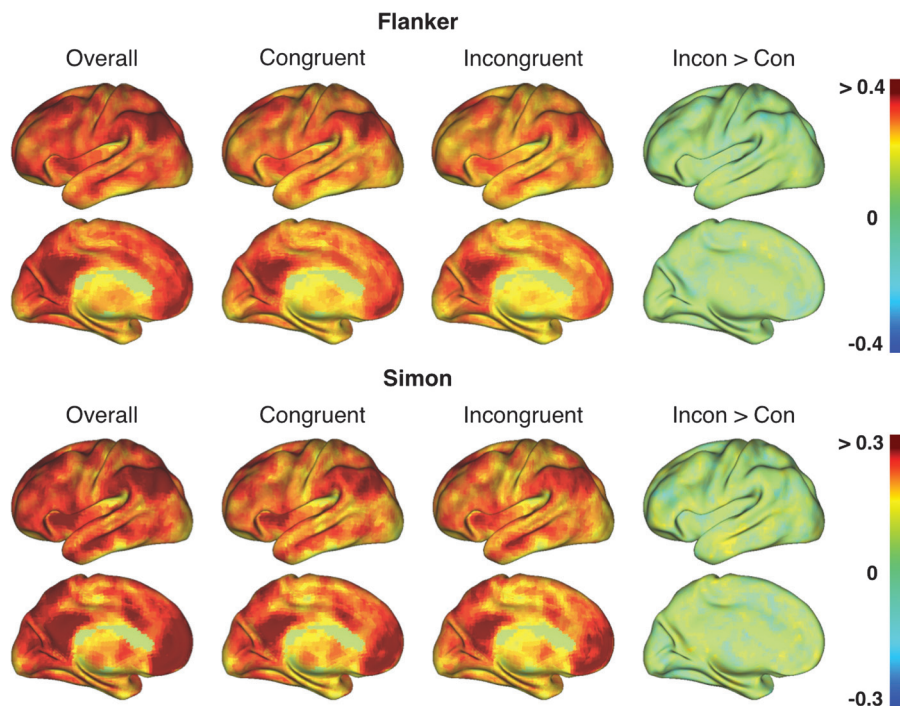 Flanker
Overall Congruent Incongruent Incon > Con
> 0.4
0
-0.4
Simon
Overall Congruent Incongruent Incon > Con
> 0.3
0
-0.3